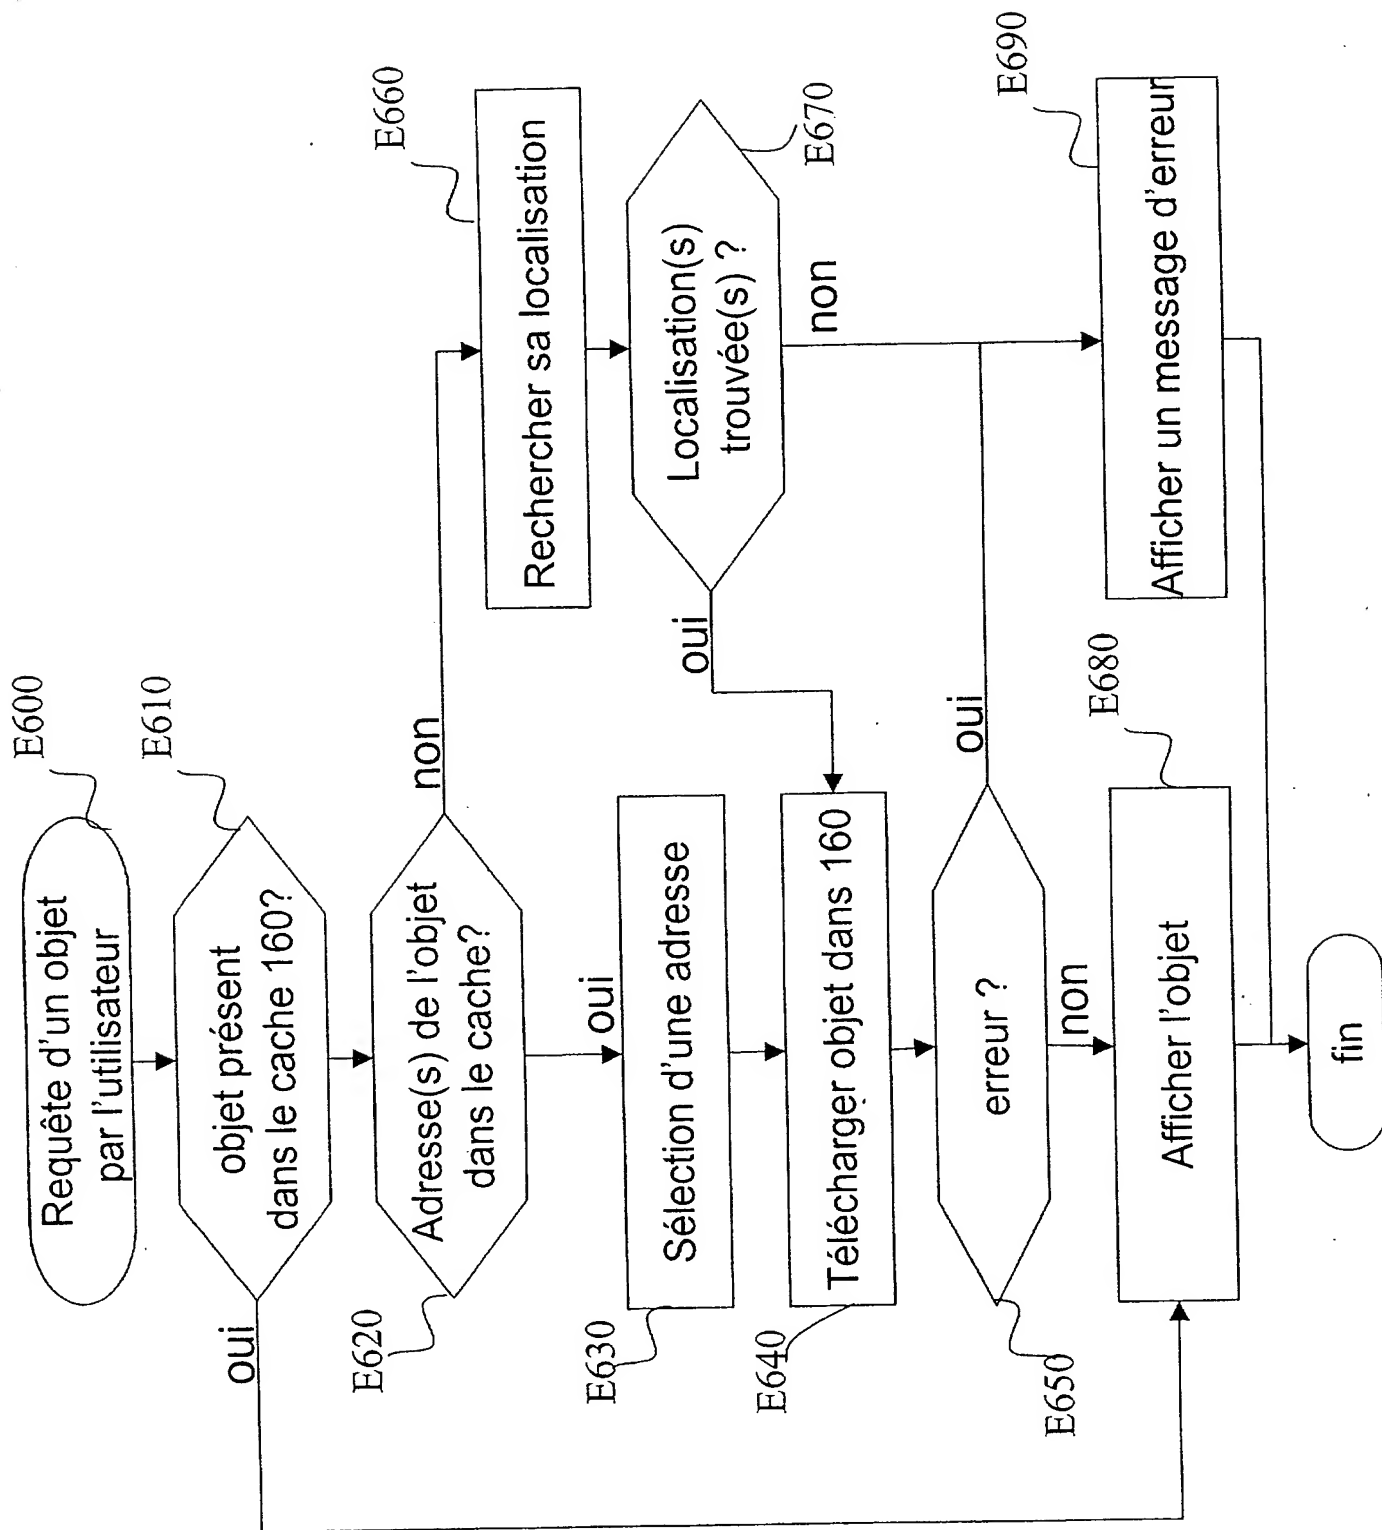 E600
Requête d'un objet
par l'utilisateur
E610
objet présent
dans le cache 160?
oui
E620
Adresse(s) de l'objet
dans le cache?
non
oui
E630
Sélection d'une adresse
E640
Télécharger objet dans 160
E650
erreur ?
oui
non
E660
Rechercher sa localisation
E670
Localisation(s)
trouvée(s) ?
oui
non
E680
Afficher l'objet
E690
Afficher un message d'erreur
fin